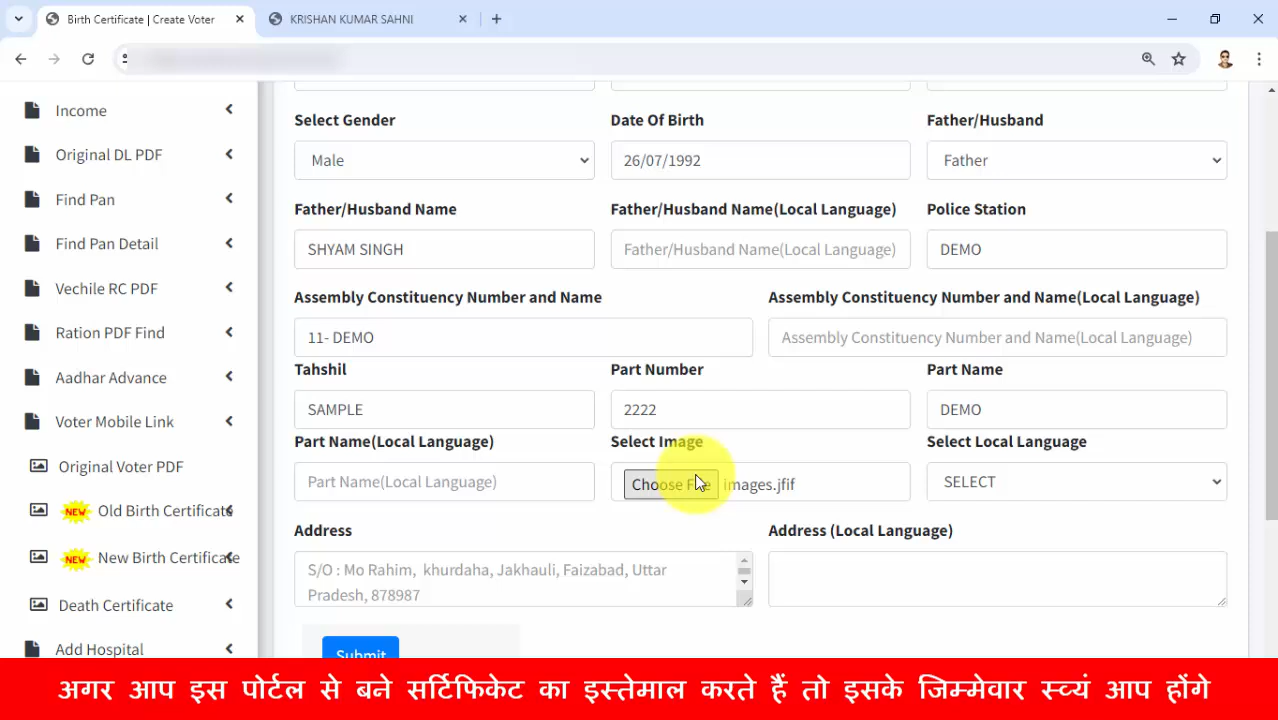 Birth Certificate | Create Voter
KRISHAN KUMAR SAHNI
Income
Original DL PDF
Find Pan
Find Pan Detail
Vechile RC PDF
Ration PDF Find
Aadhar Advance
Voter Mobile Link
Original Voter PDF
NEW Old Birth Certificate
NEW New Birth Certificate
Death Certificate
Add Hospital
Select Gender Date Of Birth Father/Husband
Male 26/07/1992 Father
Father/Husband Name Father/Husband Name(Local Language) Police Station
SHYAM SINGH Father/Husband Name(Local Language) DEMO
Assembly Constituency Number and Name Assembly Constituency Number and Name(Local Language)
11- DEMO Assembly Constituency Number and Name(Local Language)
Tahshil Part Number Part Name
SAMPLE 2222 DEMO
Part Name(Local Language) Select Image Select Local Language
Part Name(Local Language) Choose File images.jfif SELECT
Address Address (Local Language)
S/O : Mo Rahim, khurdaha, Jakhauli, Faizabad, Uttar
Pradesh, 878987
Submit
अगर आप इस पोर्टल से बने सर्टिफिकेट का इस्तेमाल करते हैं तो इसके जिम्मेवार स्व्यं आप होंगे